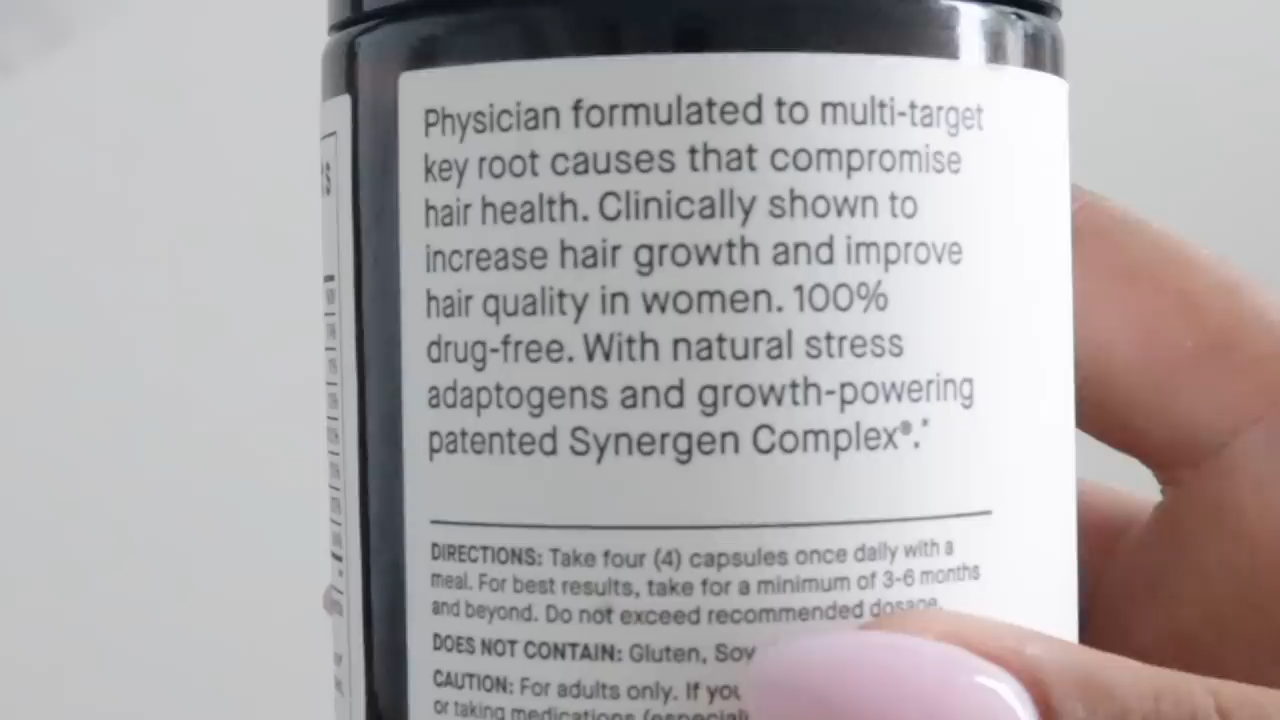 Physician formulated to multi-target
key root causes that compromise
hair health. Clinically shown to
increase hair growth and improve
hair quality in women. 100%
drug-free. With natural stress
adaptogens and growth-powering
patented Synergen Complex®.*
DIRECTIONS: Take four (4) capsules once daily with a
meal. For best results, take for a minimum of 3-6 months
and beyond. Do not exceed recommended dosage.
DOES NOT CONTAIN: Gluten, Soy
CAUTION: For adults only. If you
or taking medications